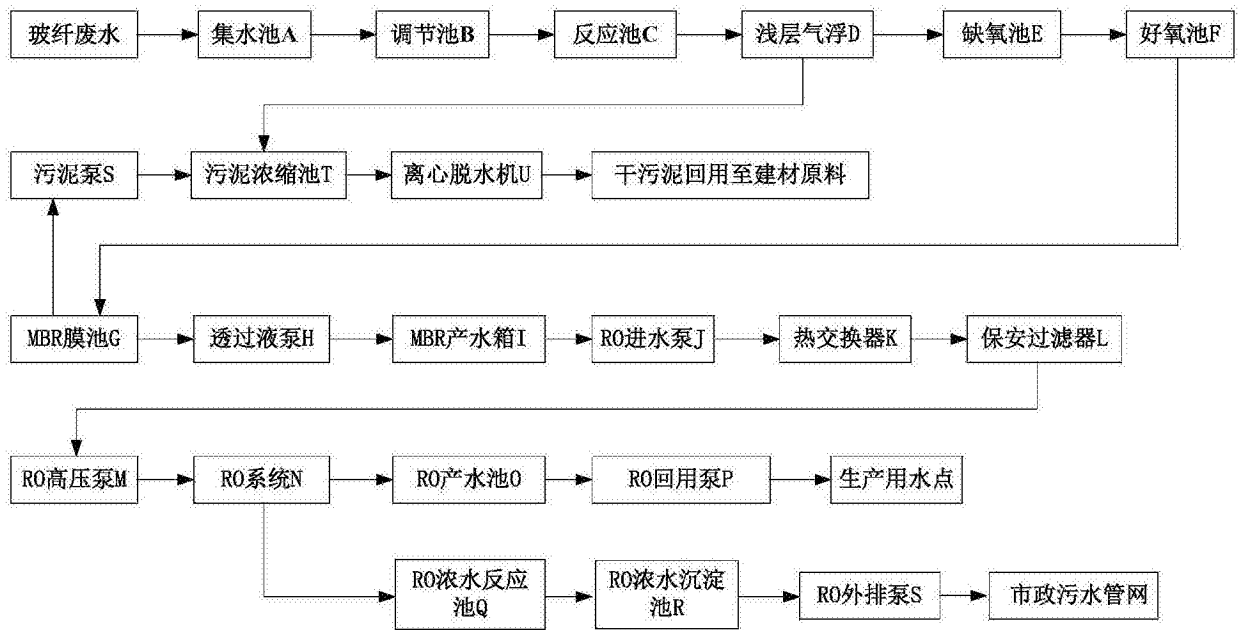 玻纤废水
集水池A
调节池B
反应池C
浅层气浮D
缺氧池E
好氧池F
污泥泵S
污泥浓缩池T
离心脱水机U
干污泥回用至建材原料
MBR膜池G
透过液泵H
MBR产水箱I
RO进水泵J
热交换器K
保安过滤器L
RO高压泵M
RO系统N
RO产水池O
RO回用泵P
生产用水点
RO浓水反应
池Q
RO浓水沉淀
池R
RO外排泵S
市政污水管网